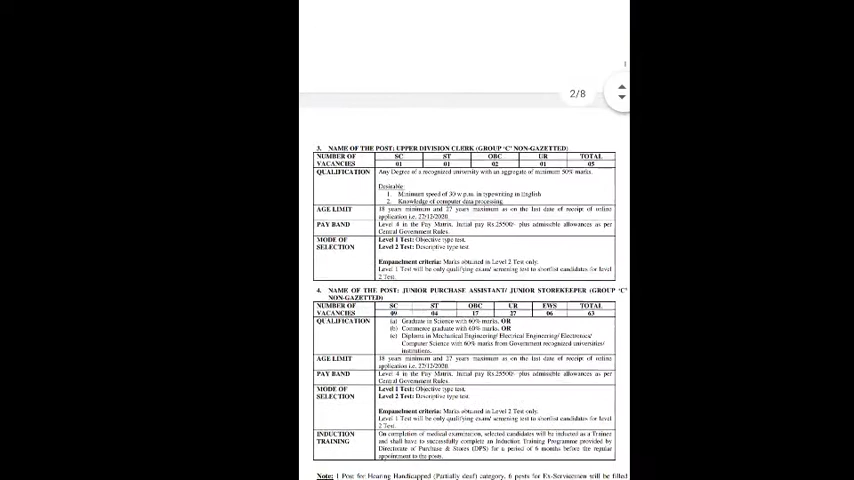 1
2/8
3. NAME OF THE POST: UPPER DIVISION CLERK (GROUP 'C' NON-GAZETTED)
NUMBER OF VACANCIES SC ST OBC UR TOTAL
01 01 02 01 05
QUALIFICATION Any Degree of a recognized university with an aggregate of minimum 50% marks.
Desirable
1. Minimum speed of 30 w.p.m. in typewriting in English
2. Knowledge of computer data processing
AGE LIMIT 18 years minimum and 27 years maximum as on the last date of receipt of online
application i.e. 22/12/2020
PAY BAND Level 4 in the Pay Matrix. Initial pay Rs.25500/- plus admissible allowances as per
Central Government Rules.
MODE OF Level 1 Test: Objective type test.
SELECTION Level 2 Test: Descriptive type test.
Empanelment criteria: Marks obtained in Level 2 Test only.
Level 1 Test will be only qualifying exam/ screening test to shortlist candidates for level
2 Test.
4. NAME OF THE POST: JUNIOR PURCHASE ASSISTANT/ JUNIOR STOREKEEPER (GROUP 'C'
NON-GAZETTED)
NUMBER OF VACANCIES SC ST OBC UR EWS TOTAL
09 04 17 27 06 63
QUALIFICATION (a) Graduate in Science with 60% marks. OR
(b) Commerce graduate with 60% marks. OR
(c) Diploma in Mechanical Engineering/ Electrical Engineering/ Electronics/
Computer Science with 60% marks from Government recognized universities/
institutions.
AGE LIMIT 18 years minimum and 27 years maximum as on the last date of receipt of online
application i.e. 22/12/2020.
PAY BAND Level 4 in the Pay Matrix. Initial pay Rs.25500/- plus admissible allowances as per
Central Government Rules.
MODE OF Level 1 Test: Objective type test.
SELECTION Level 2 Test: Descriptive type test.
Empanelment criteria: Marks obtained in Level 2 Test only.
Level 1 Test will be only qualifying exam/ screening test to shortlist candidates for level
2 Test.
INDUCTION On completion of medical examination, selected candidates will be inducted as a Trainee
TRAINING and shall have to successfully complete an Induction Training Programme provided by
Directorate of Purchase & Stores (DPS) for a period of 6 months before the regular
appointment to the posts.
Note: 1 Post for Hearing Handicapped (Partially deaf) category, 6 posts for Ex-Servicemen will be filled